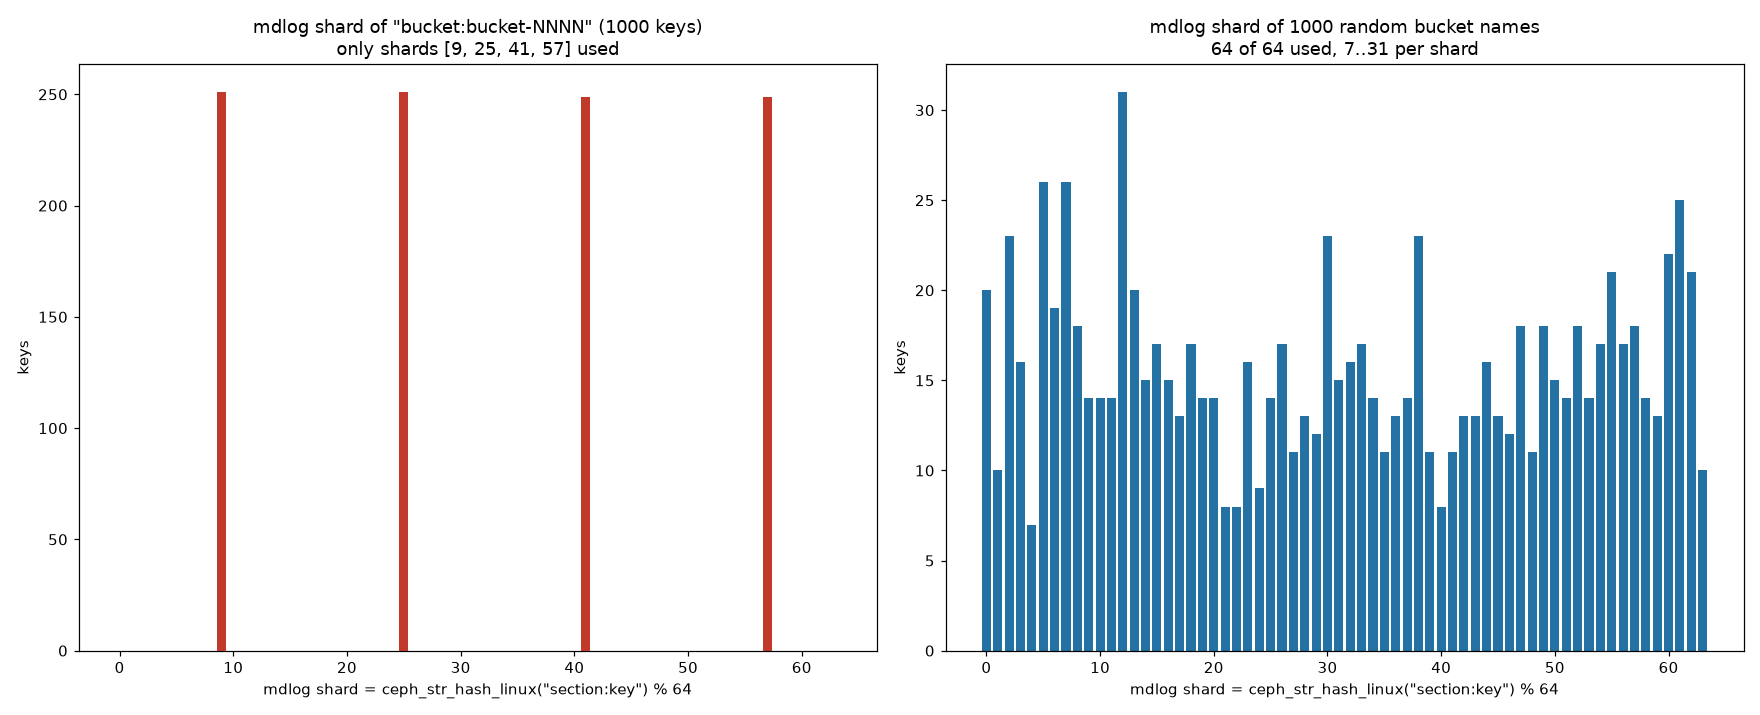 mdlog shard of "bucket:bucket-NNNN" (1000 keys)
only shards [9, 25, 41, 57] used
keys
250
200
150
100
50
0
0 10 20 30 40 50 60
mdlog shard = ceph_str_hash_linux("section:key") % 64
mdlog shard of 1000 random bucket names
64 of 64 used, 7..31 per shard
keys
30
25
20
15
10
5
0
0 10 20 30 40 50 60
mdlog shard = ceph_str_hash_linux("section:key") % 64